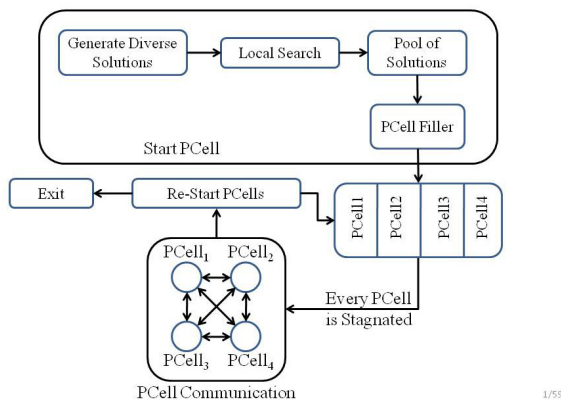 Generate Diverse
Solutions
Local Search
Pool of
Solutions
PCell Filler
Start PCell
Exit
Re-Start PCells
PCell1
PCell2
PCell3
PCell4
PCell₁
PCell₂
PCell₃
PCell₄
Every PCell
is Stagnated
PCell Communication
1/59